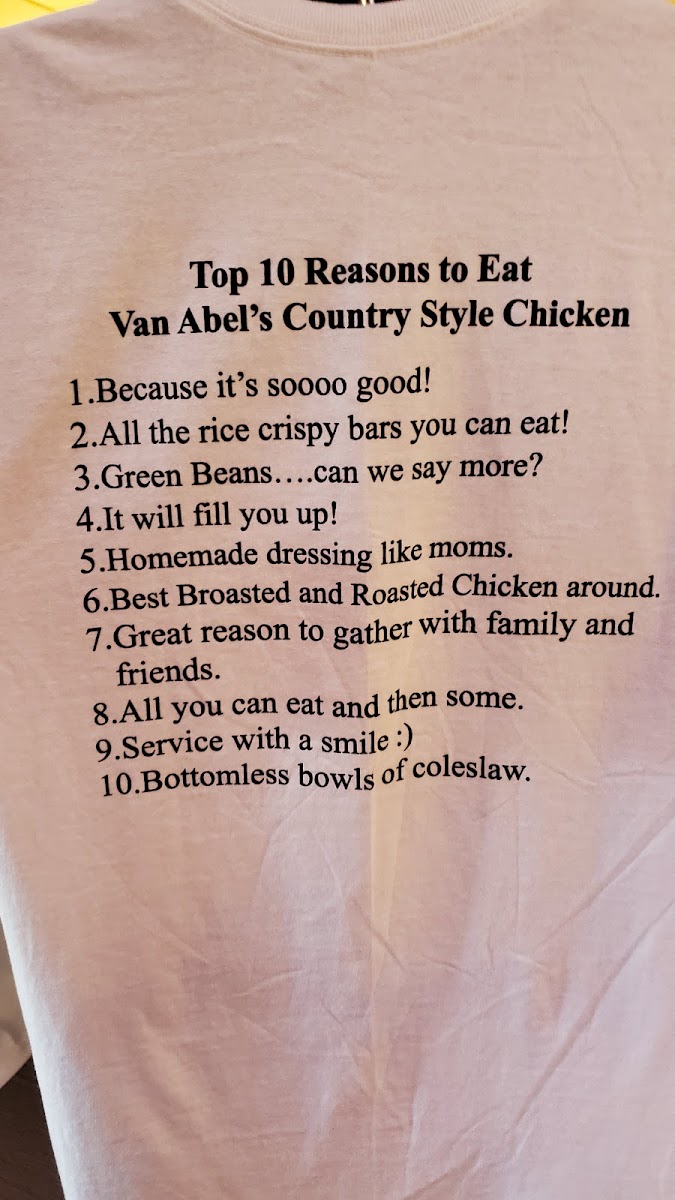 Top 10 Reasons to Eat
Van Abel's Country Style Chicken
1.Because it's soooo good!
2.All the rice crispy bars you can eat!
3.Green Beans....can we say more?
4.It will fill you up!
5.Homemade dressing like moms.
6.Best Broasted and Roasted Chicken around.
7.Great reason to gather with family and
friends.
8.All you can eat and then some.
9.Service with a smile :)
10.Bottomless bowls of coleslaw.